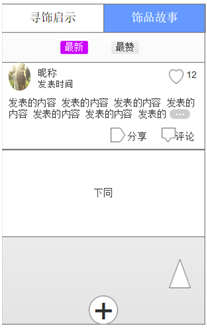 寻饰启示 饰品故事
最新 最赞
昵称 12
发表时间
发表的内容 发表的内容 发表的内容 发表的
内容 发表的内容 发表的内容 发表的 ...
分享 评论
下同